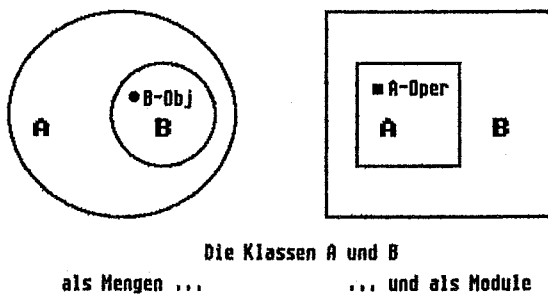 B-Obj
A-Oper
A
B
A
B
Die Klassen A und B
als Mengen ...
... und als Module